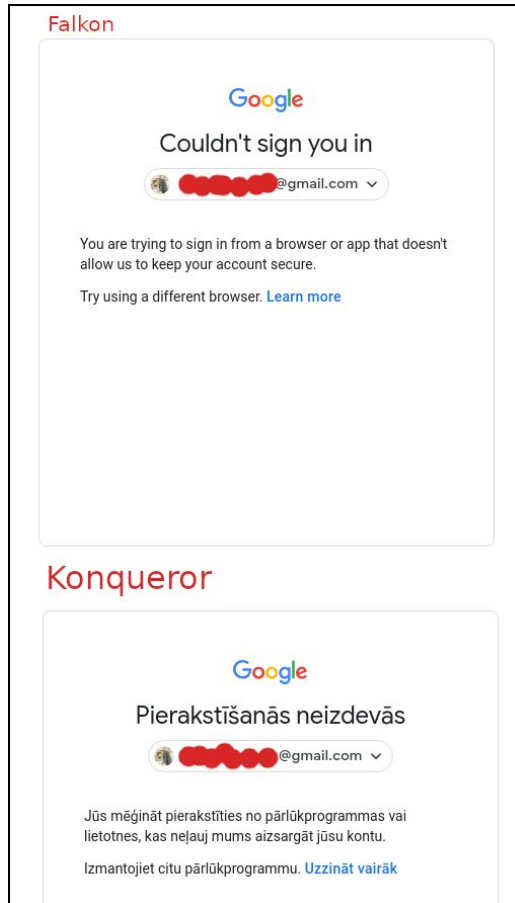 Falkon
Google
Couldn't sign you in
@gmail.com
You are trying to sign in from a browser or app that doesn't
allow us to keep your account secure.
Try using a different browser. Learn more
Konqueror
Google
Pierakstīšanās neizdevās
@gmail.com
Jūs mēģināt pierakstīties no pārlūkprogrammas vai
lietotnes, kas neļauj mums aizsargāt jūsu kontu.
Izmantojiet citu pārlūkprogrammu. Uzzināt vairāk